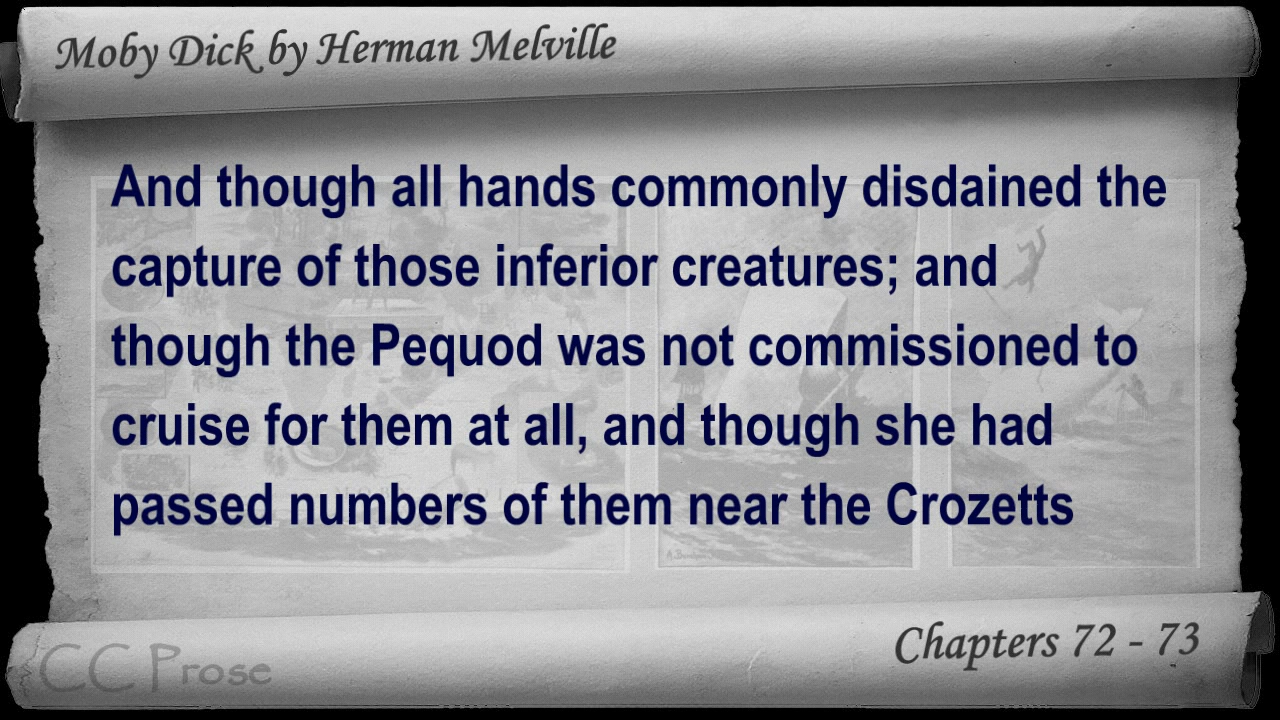 Moby Dick by Herman Melville
And though all hands commonly disdained the
capture of those inferior creatures; and
though the Pequod was not commissioned to
cruise for them at all, and though she had
passed numbers of them near the Crozetts
Chapters 72 - 73
CC Prose